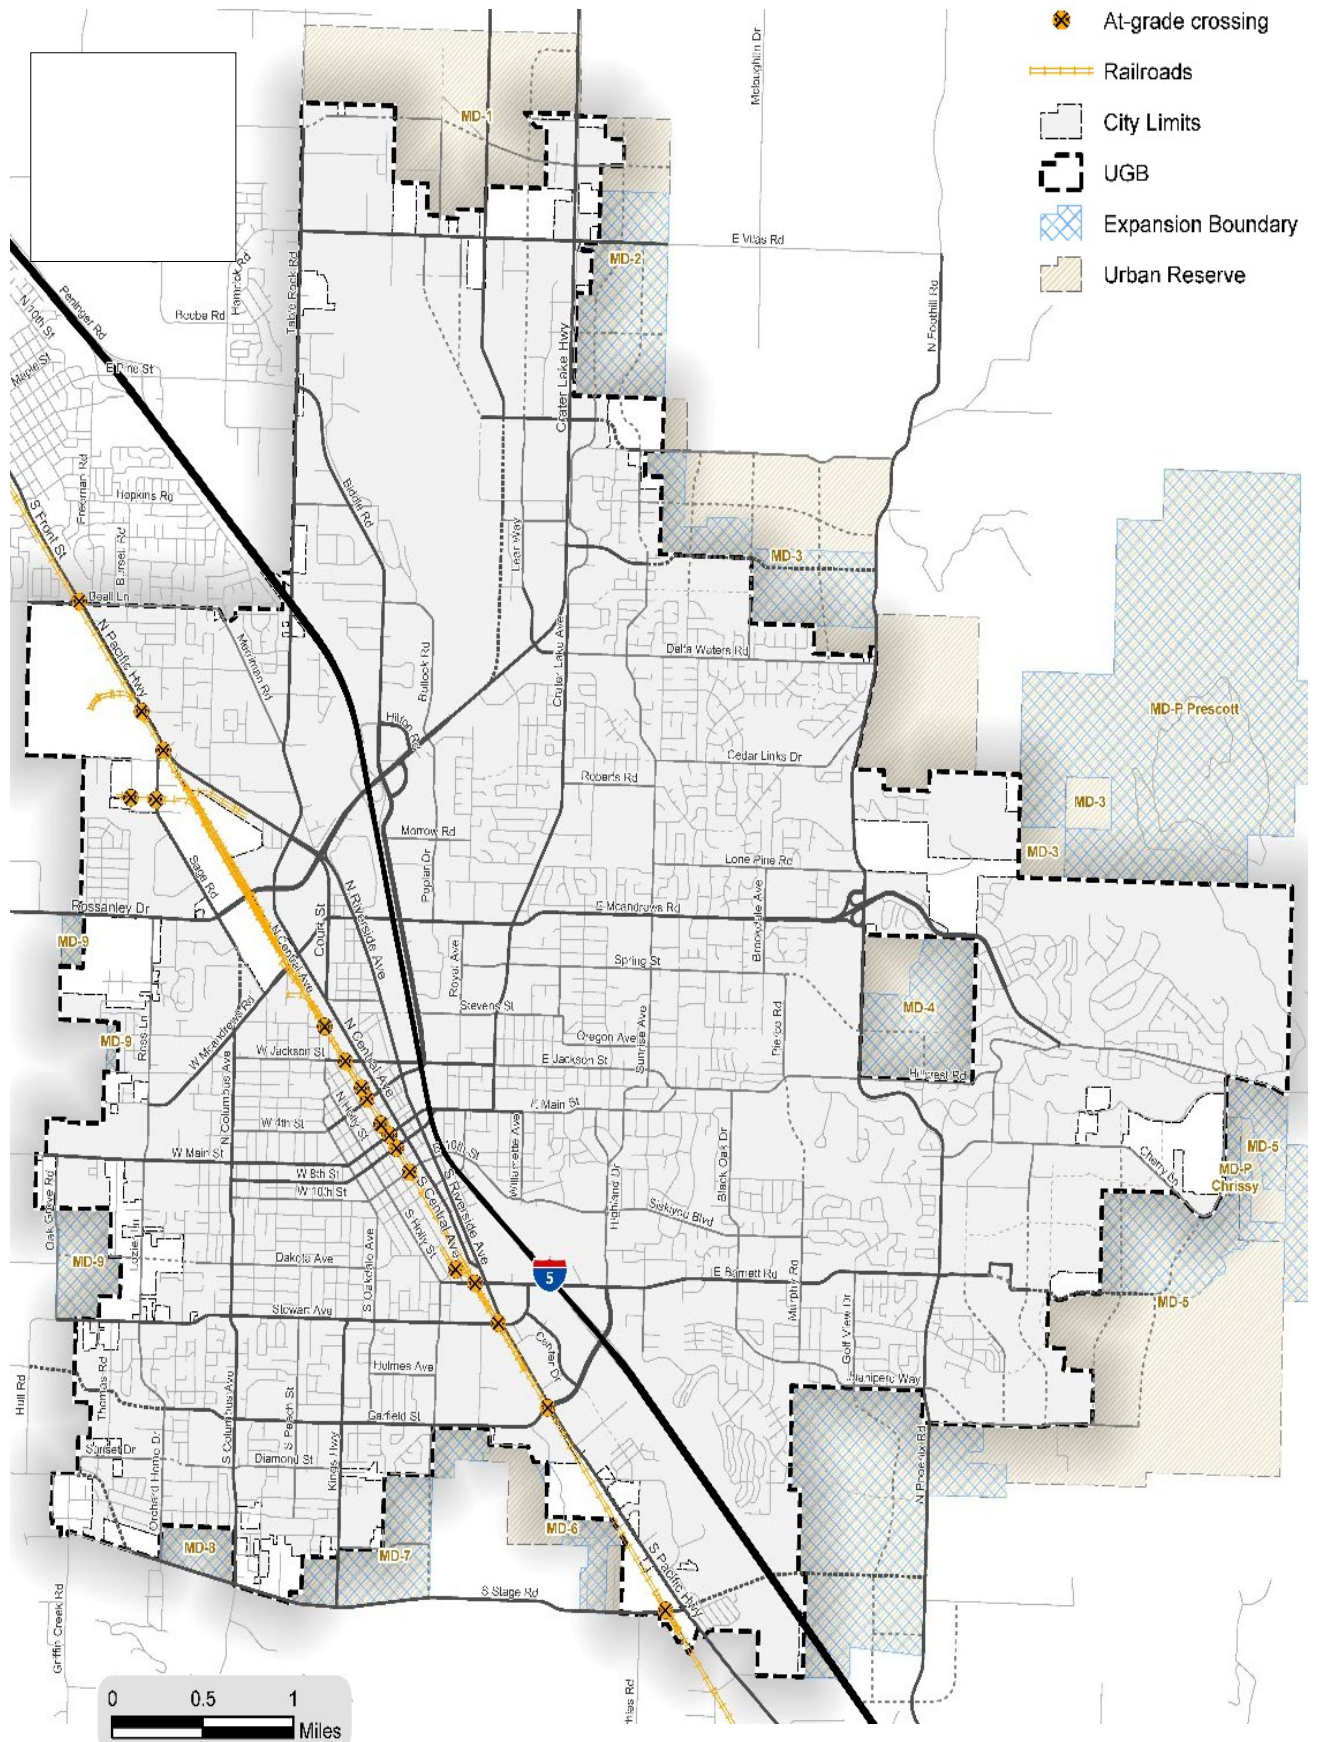 At-grade crossing
Railroads
City Limits
UGB
Expansion Boundary
Urban Reserve
Mcloughlin Dr
MD-1
E Vilas Rd
MD-2
Hamrick Rd
Table Rock Rd
Peninger Rd
N 10th St
Beebe Rd
N Foothill Rd
E Pine St
Maple St
Crater Lake Hwy
Freeman Rd
Hopkins Rd
Biddle Rd
S Front St
Bursell Rd
Lear Way
MD-3
Beall Ln
N Pacific Hwy
Merriman Rd
Bullock Rd
Crater Lake Ave
Delta Waters Rd
MD-P Prescott
Hilton Rd
Cedar Links Dr
Roberts Rd
MD-3
Morrow Rd
MD-3
Lone Pine Rd
Sage Rd
Poplar Dr
Brookdale Ave
Rossanley Dr
N Riverside Ave
Court St
E Mcandrews Rd
MD-9
N Central Ave
Royal Ave
Spring St
MD-4
Stevens St
W Mcandrews Rd
Ross Ln
N Central Ave
Oregon Ave
Sunrise Ave
Pierce Rd
MD-9
W Jackson St
E Jackson St
Hillcrest Rd
N Columbus Ave
N Holly St
E Main St
W 4th St
Willamette Ave
Black Oak Dr
W Main St
E 10th St
Cherry Ln
MD-5
W 8th St
MD-P
Chrissy
W 10th St
S Riverside Ave
Highland Dr
Oak Grove Rd
S Central Ave
Siskiyou Blvd
S Holly St
Lozier Ln
MD-9
Dakota Ave
S Oakdale Ave
5
E Barnett Rd
Murphy Rd
MD-5
Stewart Ave
Golf View Dr
Center Dr
Holmes Ave
Juanipero Way
Hull Rd
Thomas Rd
S Columbus Ave
S Peach St
Garfield St
Sunset Dr
Orchard Home Dr
Diamond St
Kings Hwy
N Phoenix Rd
MD-6
MD-8
MD-7
S Pacific Hwy
S Stage Rd
Griffin Creek Rd
0 0.5 1
Miles